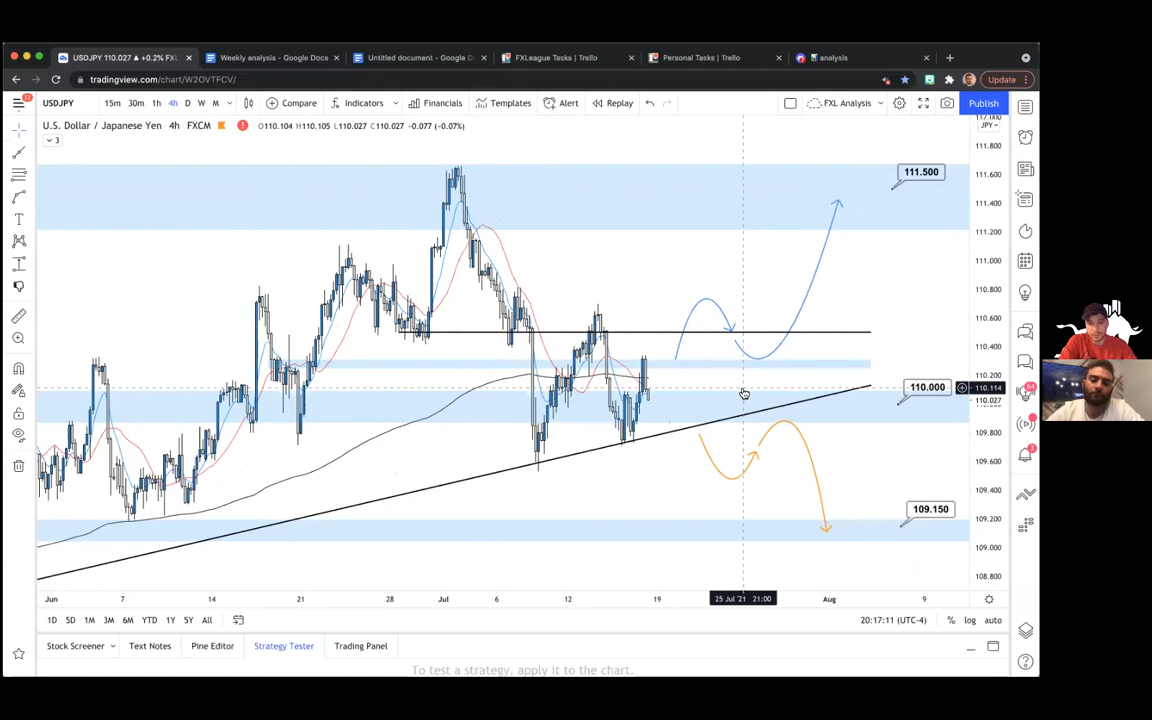 USDJPY 110.027 ▲ +0.2% FXL
Weekly analysis - Google Docs
Untitled document - Google D
FXLeague Tasks | Trello
Personal Tasks | Trello
analysis
tradingview.com/chart/W2OVTFCV/
Update
12
USDJPY
15m 30m 1h 4h D W M
Compare
Indicators
Financials
Templates
Alert
Replay
FXL Analysis
Publish
U.S. Dollar / Japanese Yen 4h FXCM
O110.104 H110.105 L110.027 C110.027 -0.077 (-0.07%)
3
117.000
JPY
111.800
111.600
111.400
111.200
111.000
110.800
110.600
110.400
110.200
110.114
110.027
109.800
109.600
109.400
109.200
109.000
108.800
111.500
110.000
109.150
64
3
Jun 7 14 21 28 Jul 6 12 19 25 Jul '21 21:00 Aug 9
1D 5D 1M 3M 6M YTD 1Y 5Y All
20:17:11 (UTC-4)
% log auto
Stock Screener
Text Notes
Pine Editor
Strategy Tester
Trading Panel
To test a strategy, apply it to the chart.